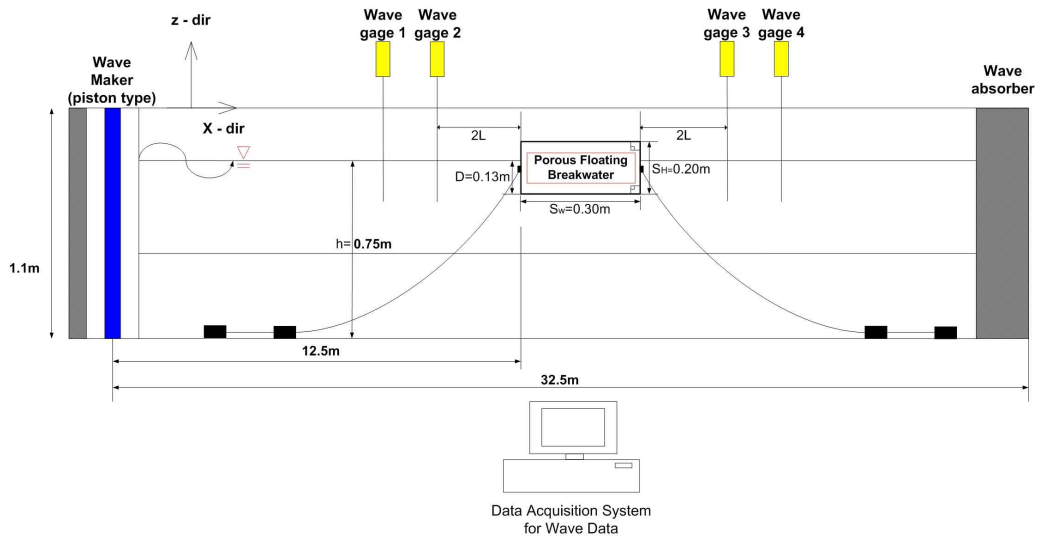 z - dir
Wave
gage 1
Wave
gage 2
Wave
gage 3
Wave
gage 4
Wave
Maker
(piston type)
Wave
absorber
X - dir
2L
2L
Porous Floating
Breakwater
D=0.13m
SH=0.20m
Sw=0.30m
h= 0.75m
1.1m
12.5m
32.5m
Data Acquisition System
for Wave Data